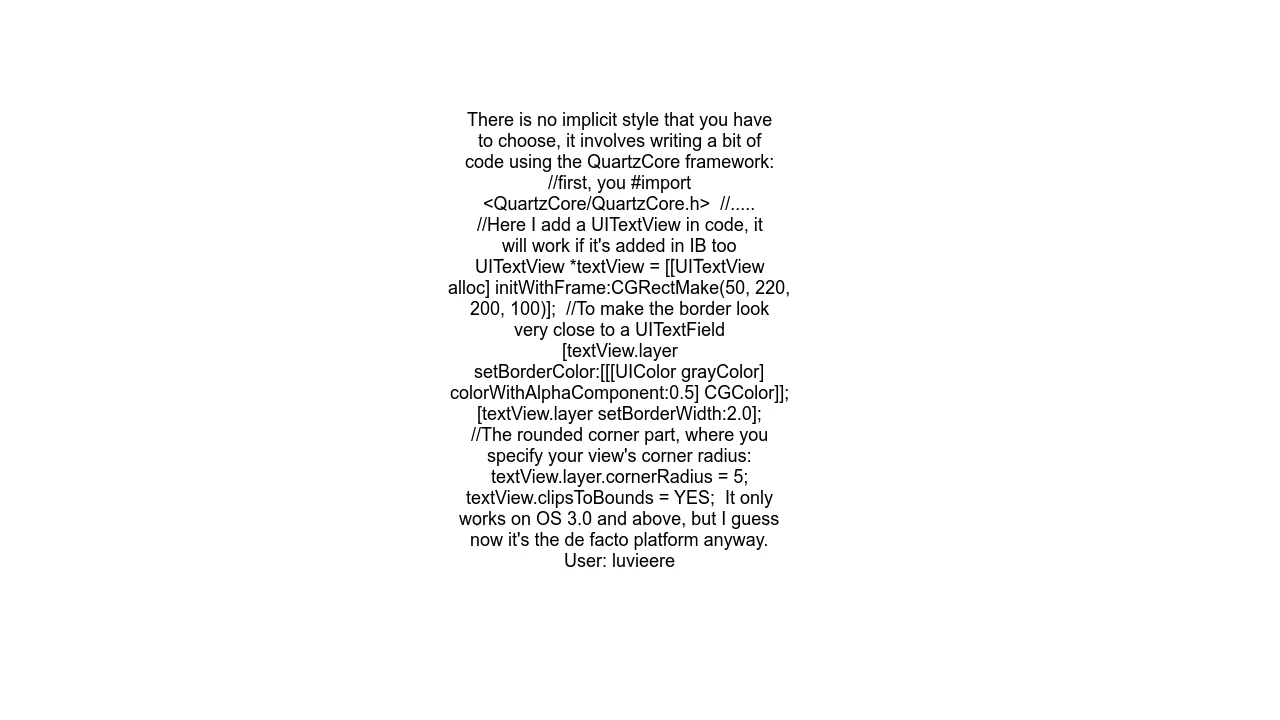 There is no implicit style that you have
to choose, it involves writing a bit of
code using the QuartzCore framework:
//first, you #import
<QuartzCore/QuartzCore.h>  //.....
//Here I add a UITextView in code, it
will work if it's added in IB too
UITextView *textView = [[UITextView
alloc] initWithFrame:CGRectMake(50, 220,
200, 100)];  //To make the border look
very close to a UITextField
[textView.layer
setBorderColor:[[[UIColor grayColor]
colorWithAlphaComponent:0.5] CGColor]];
[textView.layer setBorderWidth:2.0];
//The rounded corner part, where you
specify your view's corner radius:
textView.layer.cornerRadius = 5;
textView.clipsToBounds = YES;  It only
works on OS 3.0 and above, but I guess
now it's the de facto platform anyway.
User: luvieere